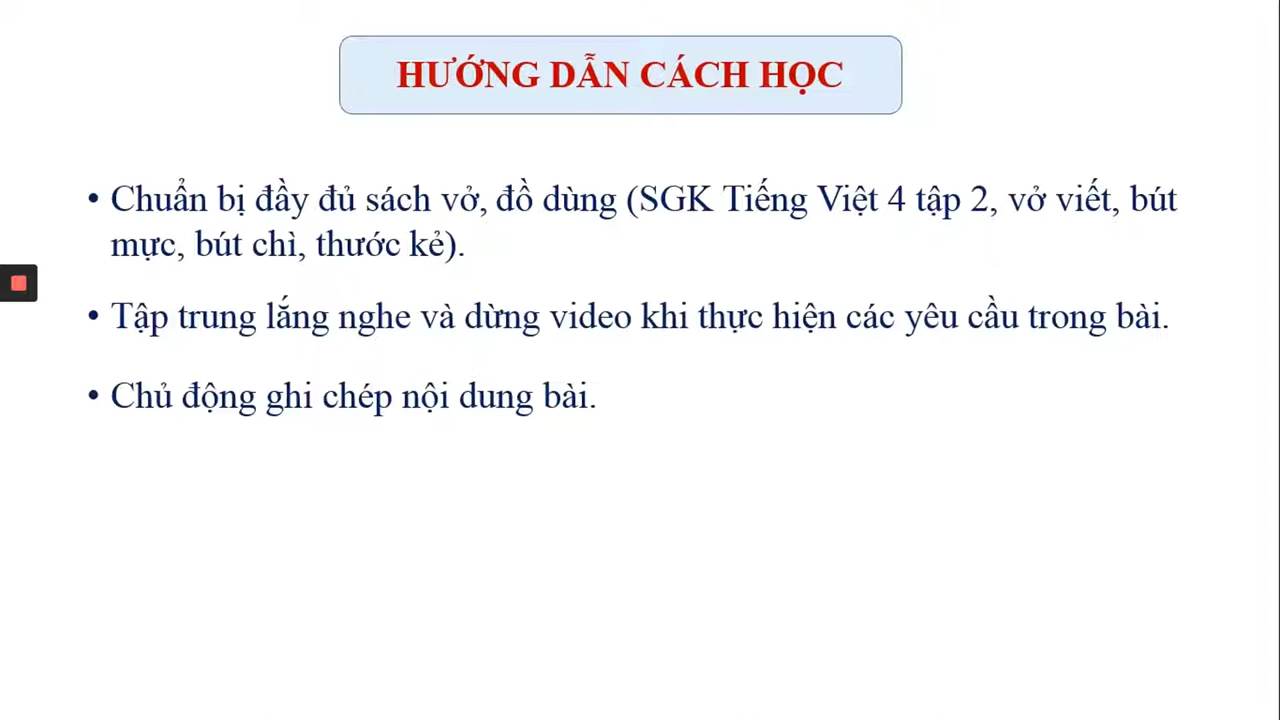 HƯỚNG DẪN CÁCH HỌC
• Chuẩn bị đầy đủ sách vở, đồ dùng (SGK Tiếng Việt 4 tập 2, vở viết, bút
mực, bút chì, thước kẻ).
• Tập trung lắng nghe và dừng video khi thực hiện các yêu cầu trong bài.
• Chủ động ghi chép nội dung bài.